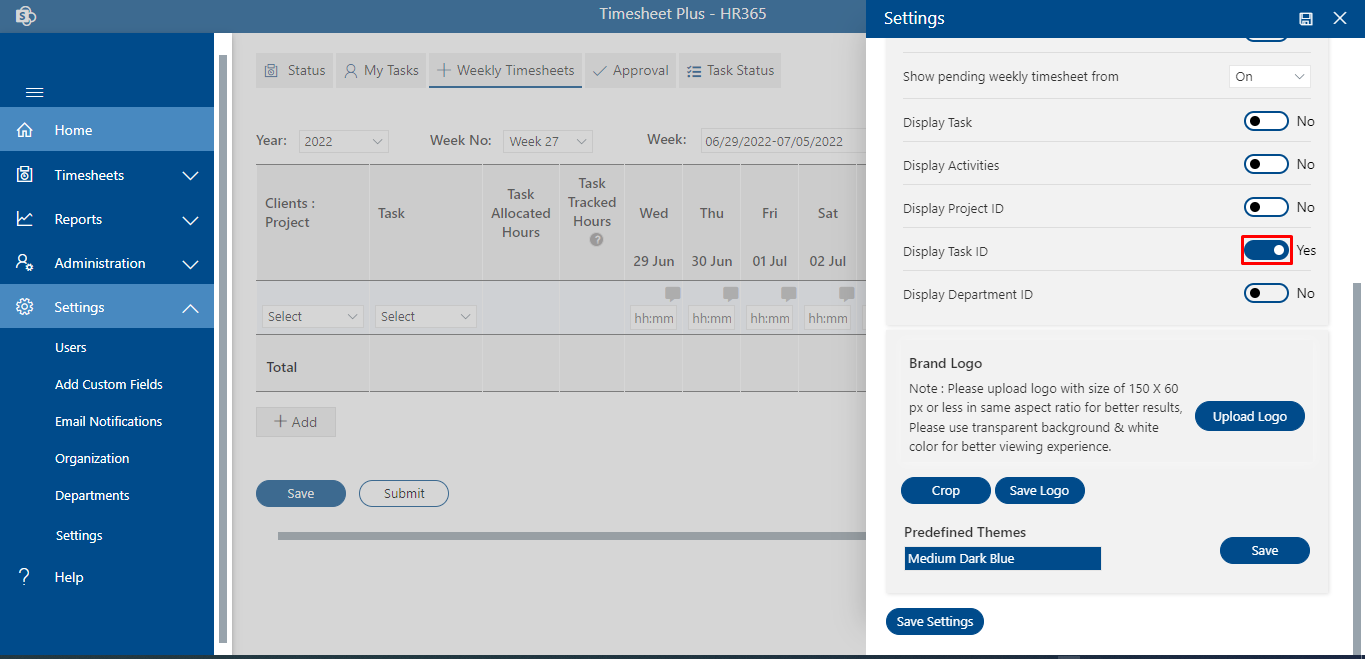 Timesheet Plus - HR365
Settings
Home
Timesheets
Reports
Administration
Settings
Users
Add Custom Fields
Email Notifications
Organization
Departments
Settings
? Help
Status
My Tasks
Weekly Timesheets
Approval
Task Status
Year: 2022 Week No: Week 27 Week: 06/29/2022-07/05/2022
Clients :
Project
Task
Task
Allocated
Hours
Task
Tracked
Hours
?
Wed
29 Jun
Thu
30 Jun
Fri
01 Jul
Sat
02 Jul
Select Select hh:mm hh:mm hh:mm hh:mm
Total
Add
Save Submit
Show pending weekly timesheet from On
Display Task No
Display Activities No
Display Project ID No
Display Task ID Yes
Display Department ID No
Brand Logo
Note : Please upload logo with size of 150 X 60
px or less in same aspect ratio for better results,
Please use transparent background & white
color for better viewing experience.
Upload Logo
Crop Save Logo
Predefined Themes
Medium Dark Blue
Save
Save Settings